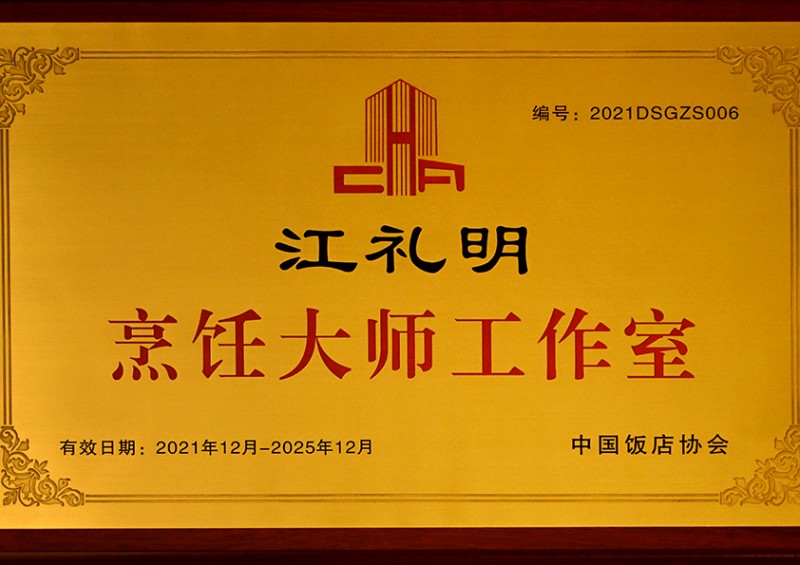 编号：2021DSGZS006
CHA
江礼明
烹饪大师工作室
有效日期：2021年12月-2025年12月
中国饭店协会